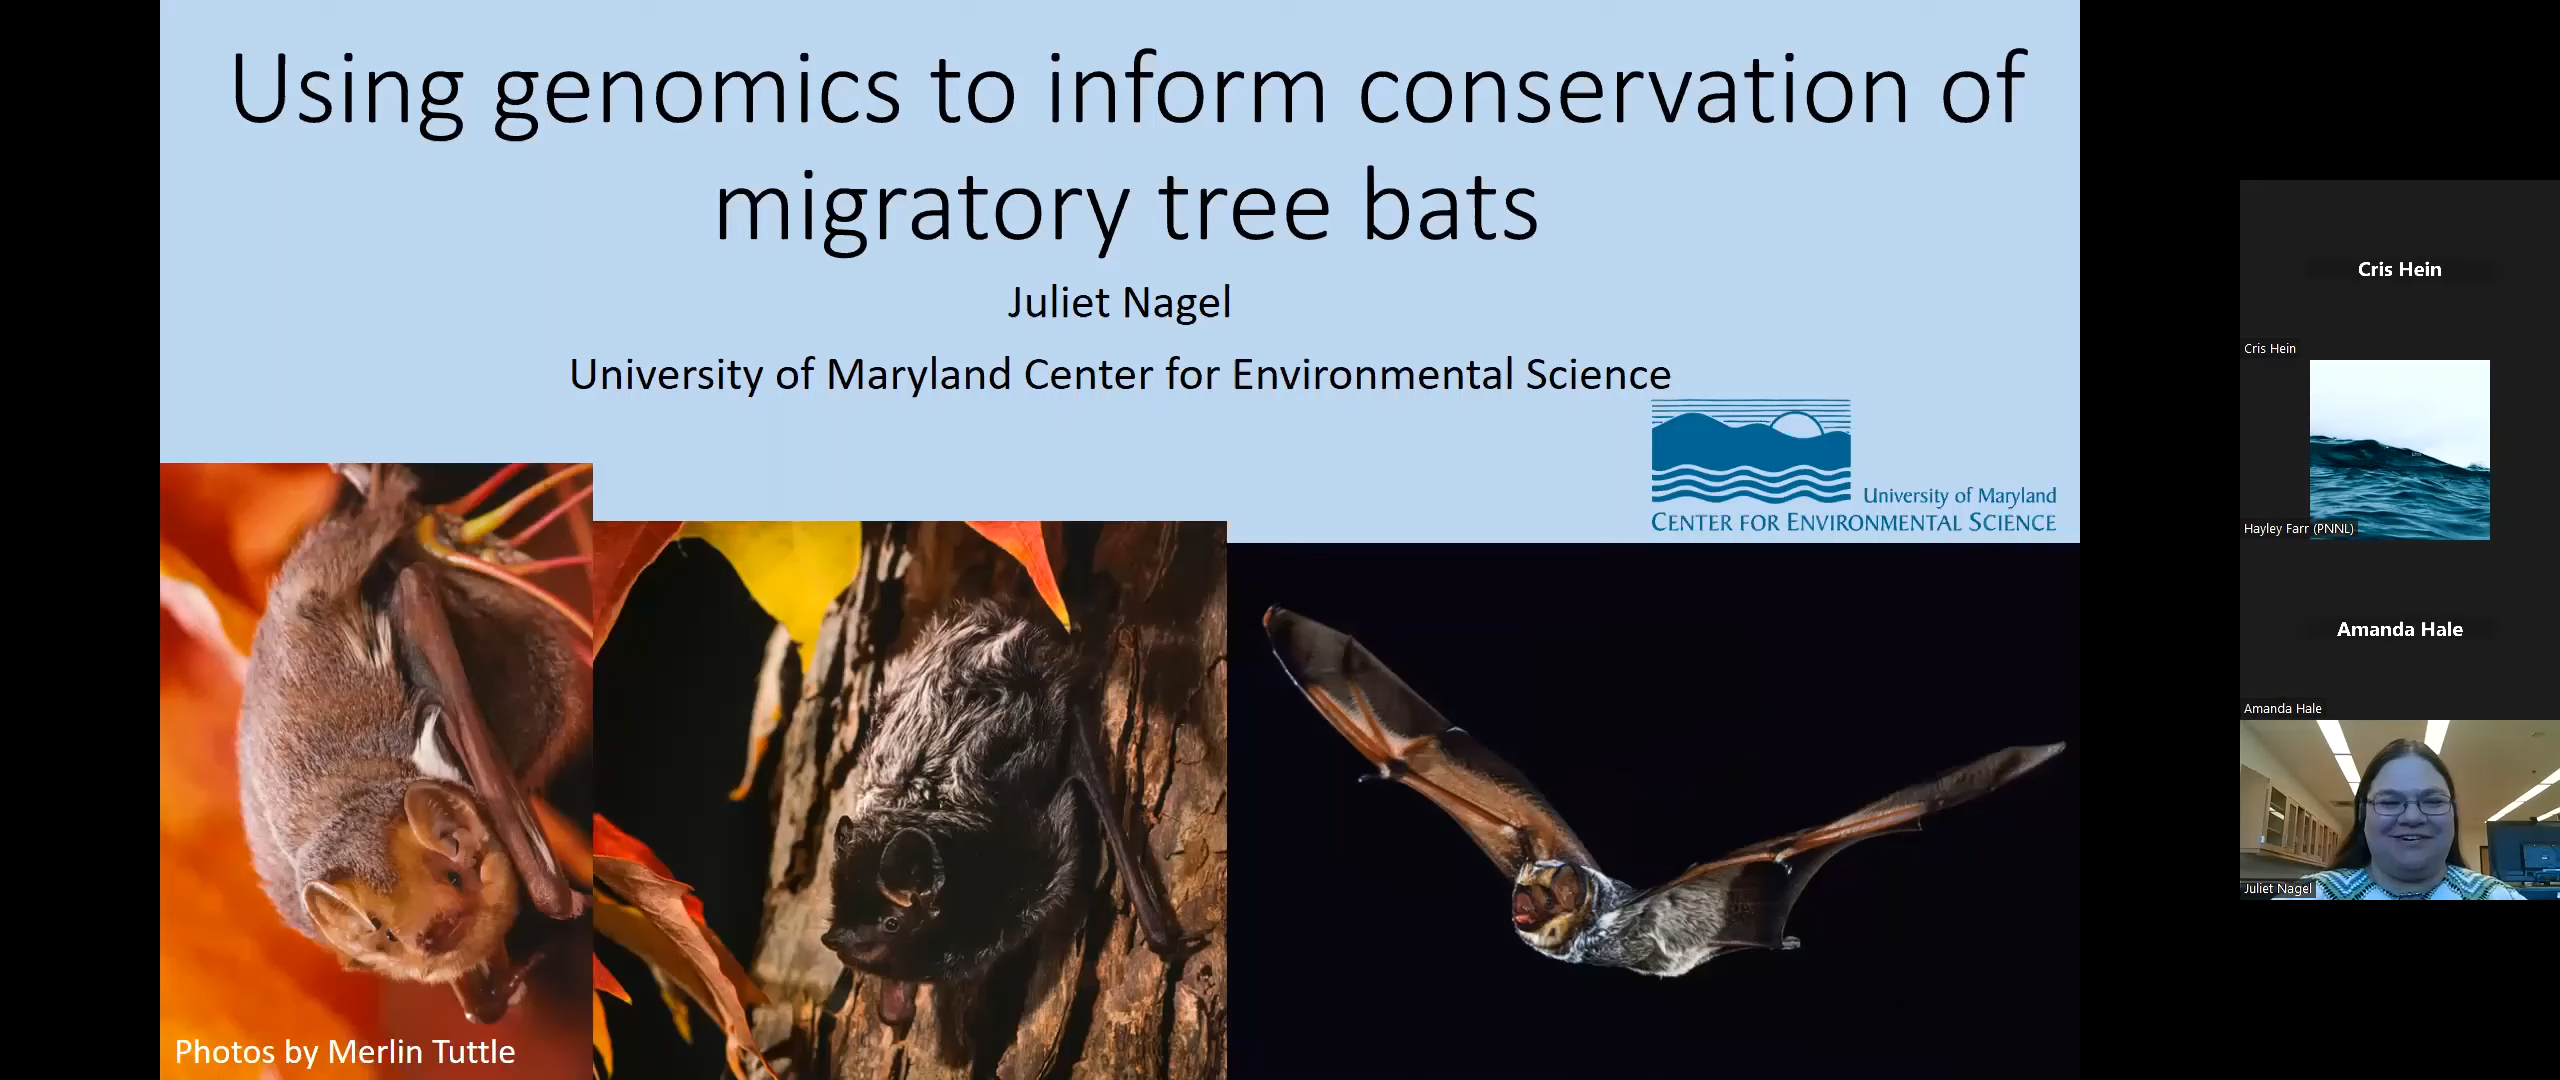 Using genomics to inform conservation of
migratory tree bats
Juliet Nagel
University of Maryland Center for Environmental Science
University of Maryland
CENTER FOR ENVIRONMENTAL SCIENCE
Photos by Merlin Tuttle
Cris Hein
Cris Hein
Hayley Farr (PNNL)
Amanda Hale
Amanda Hale
Juliet Nagel